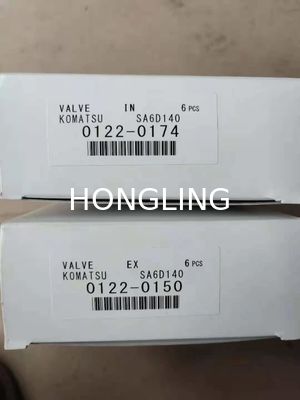 VALVE IN 6 PCS
KOMATSU SA6D140
0122-0174
HONGLING
VALVE EX 6 PCS
KOMATSU SA6D140
0122-0150